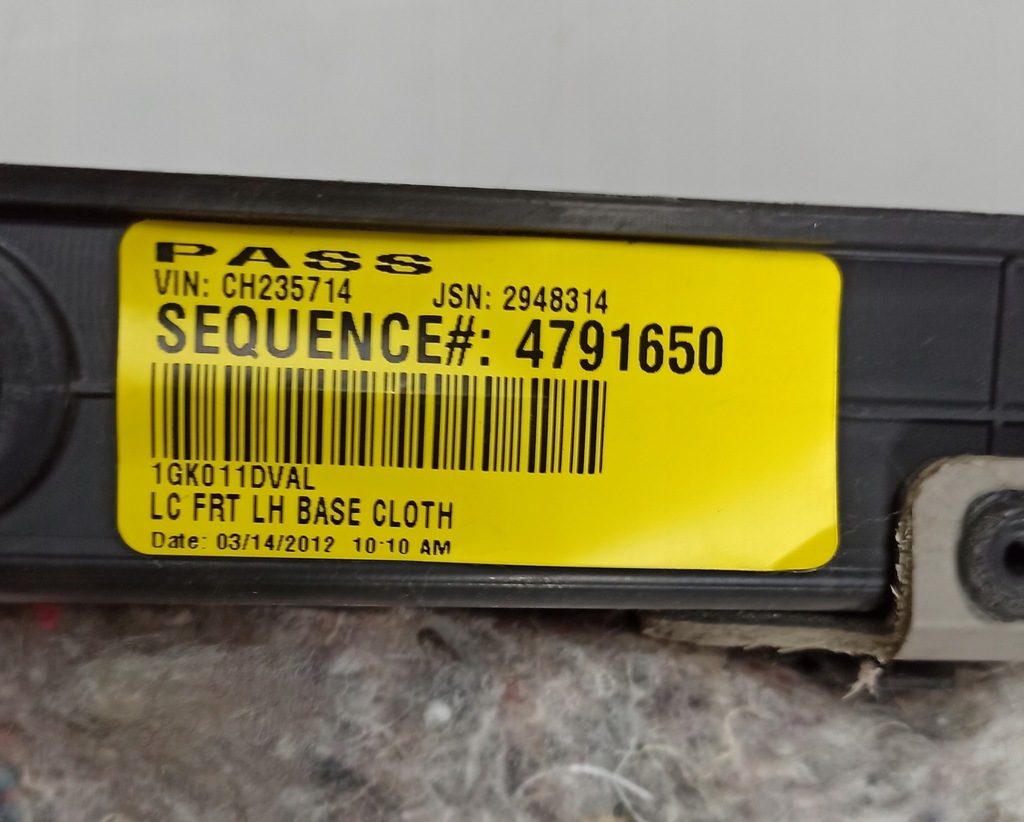 PASS
VIN: CH235714 JSN: 2948314
SEQUENCE#: 4791650
1GK011DVAL
LC FRT LH BASE CLOTH
Date: 03/14/2012 10:10 AM